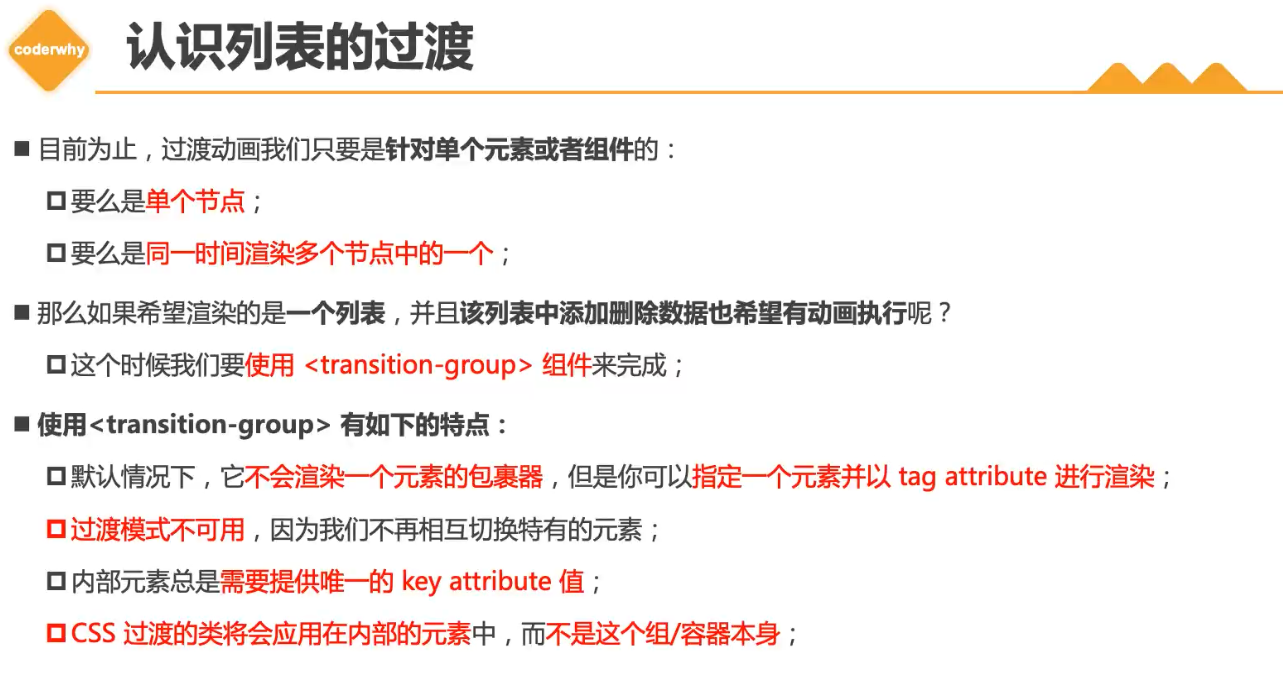 coderwhy
认识列表的过渡
目前为止，过渡动画我们只要是针对单个元素或者组件的：
要么是单个节点；
要么是同一时间渲染多个节点中的一个；
那么如果希望渲染的是一个列表，并且该列表中添加删除数据也希望有动画执行呢？
这个时候我们要使用 <transition-group> 组件来完成；
使用<transition-group> 有如下的特点：
默认情况下，它不会渲染一个元素的包裹器，但是你可以指定一个元素并以 tag attribute 进行渲染；
过渡模式不可用，因为我们不再相互切换特有的元素；
内部元素总是需要提供唯一的 key attribute 值；
CSS 过渡的类将会应用在内部的元素中，而不是这个组/容器本身；